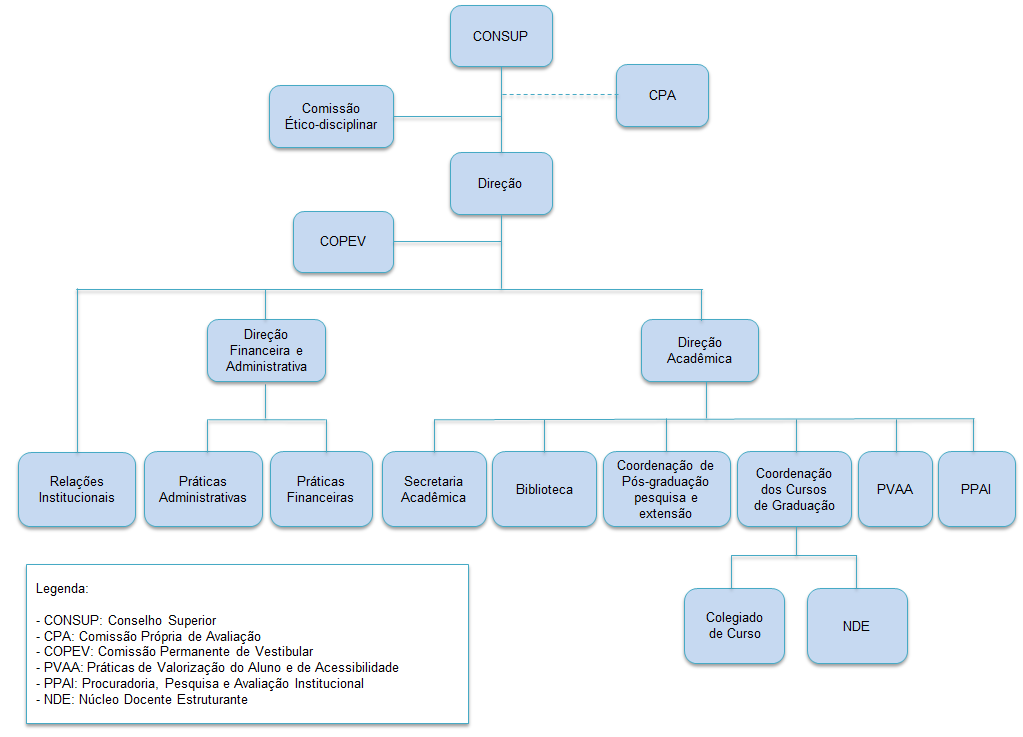 CONSUP
CPA
Comissão
Ético-disciplinar
Direção
COPEV
Direção
Financeira e
Administrativa
Direção
Acadêmica
Relações
Institucionais
Práticas
Administrativas
Práticas
Financeiras
Secretaria
Acadêmica
Biblioteca
Coordenação de
Pós-graduação
pesquisa e
extensão
Coordenação
dos Cursos
de Graduação
PVAA
PPAI
Colegiado
de Curso
NDE
Legenda:
- CONSUP: Conselho Superior
- CPA: Comissão Própria de Avaliação
- COPEV: Comissão Permanente de Vestibular
- PVAA: Práticas de Valorização do Aluno e de Acessibilidade
- PPAI: Procuradoria, Pesquisa e Avaliação Institucional
- NDE: Núcleo Docente Estruturante